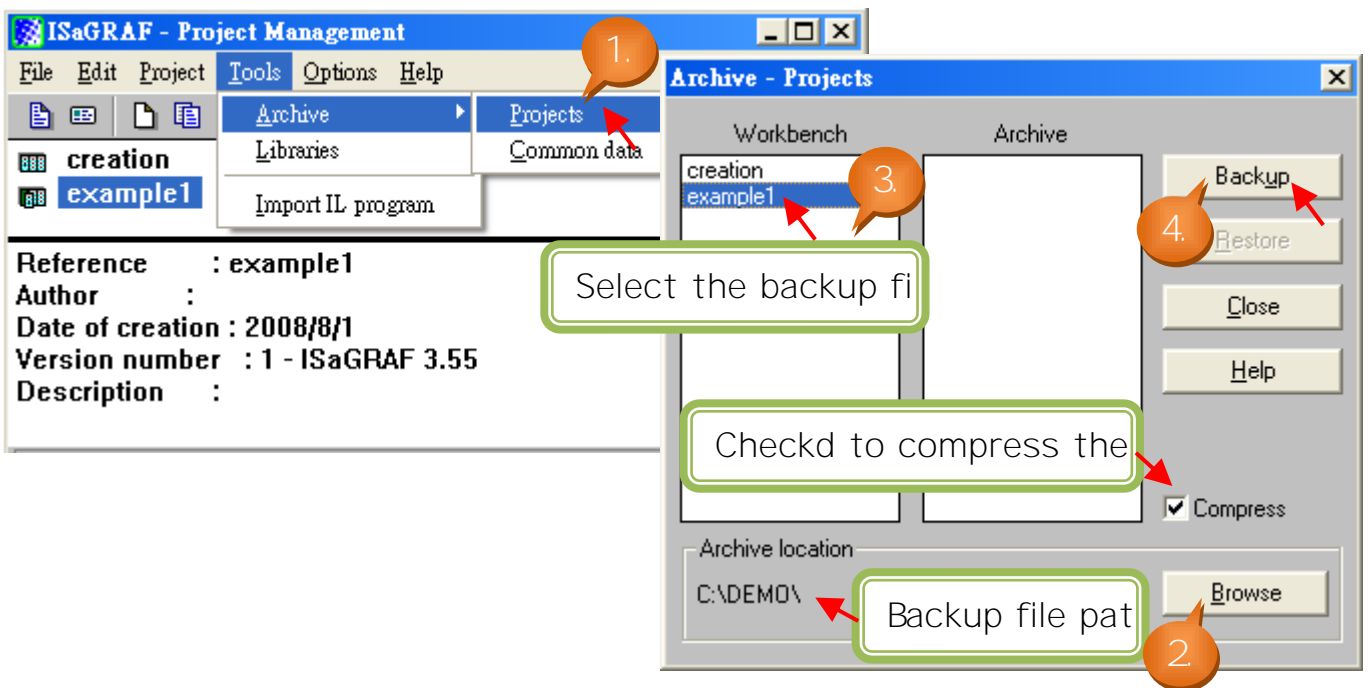 ISaGRAF - Project Management
1.
File Edit Project Tools Options Help
Archive
Libraries
Import IL program
Projects
Common data
creation
example1
Reference : example1
Author :
Date of creation : 2008/8/1
Version number : 1 - ISaGRAF 3.55
Description :
Archive - Projects
Workbench
Archive
creation
example1
3.
Select the backup fi
Backup
4.
Restore
Close
Help
Checkd to compress the
Compress
Archive location
C:\DEMO\
Backup file pat
Browse
2.